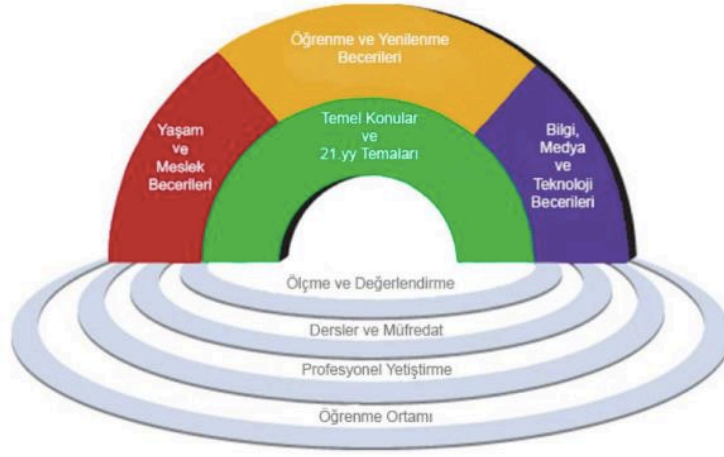 Öğrenme ve Yenilenme
Becerileri
Temel Konular
ve
21.yy Temaları
Yaşam
ve
Meslek
Becerlleri
Bilgi,
Medya
ve
Teknoloji
Becerileri
Ölçme ve Değerlendirme
Dersler ve Müfredat
Profesyonel Yetiştirme
Öğrenme Ortamı